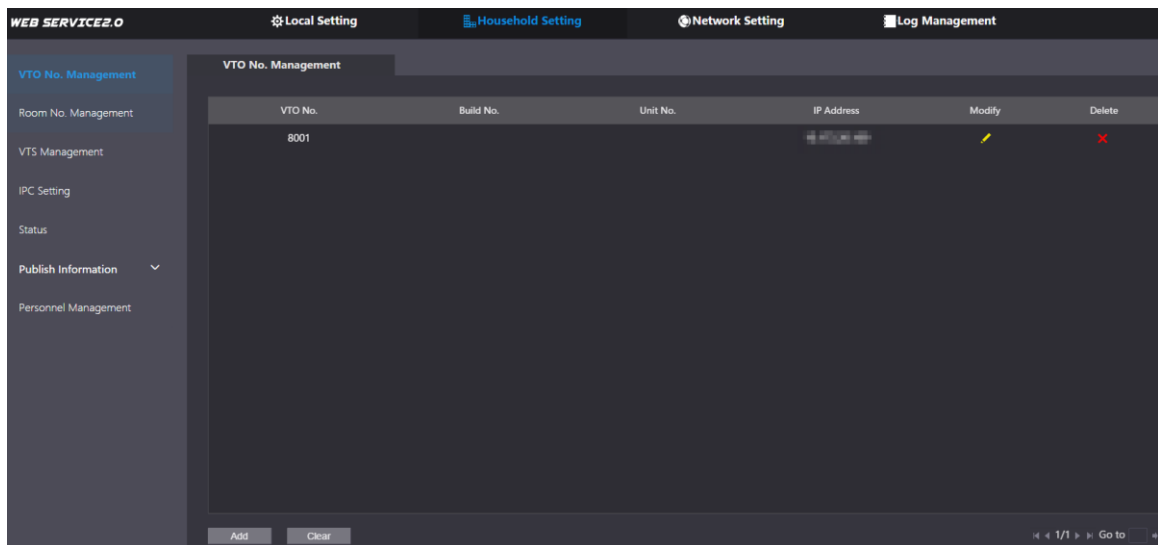 WEB SERVICE2.0 Local Setting Household Setting Network Setting Log Management
VTO No. Management
VTO No. Management
Room No. Management
VTS Management
IPC Setting
Status
Publish Information
Personnel Management
VTO No. Build No. Unit No. IP Address Modify Delete
8001
Add Clear 1/1 Go to